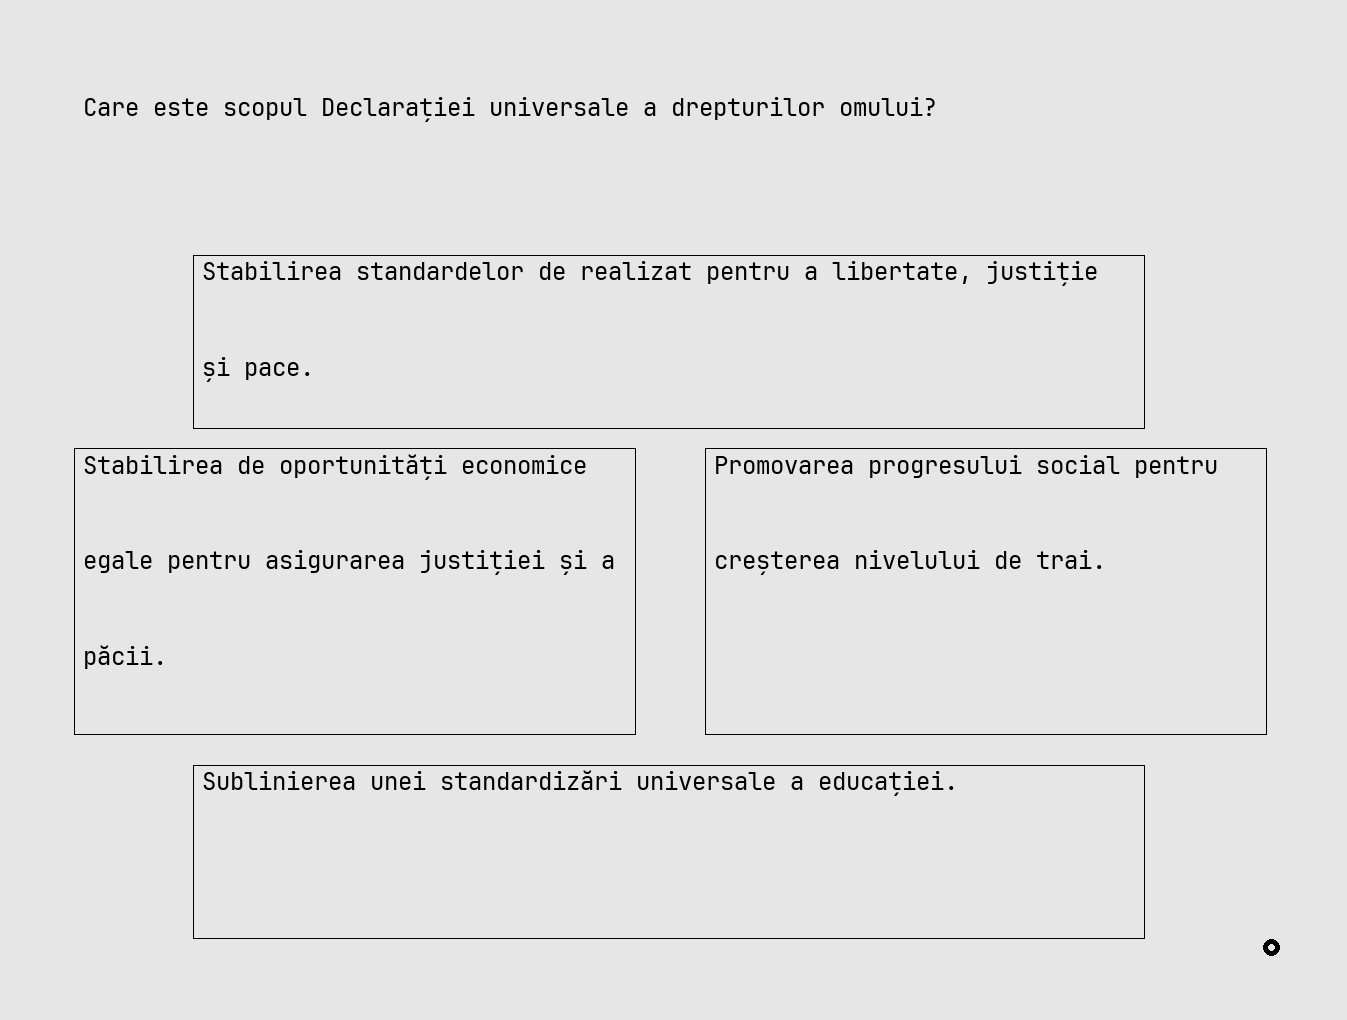 Care este scopul Declarației universale a drepturilor omului?
Stabilirea standardelor de realizat pentru a libertate, justiție
și pace.
Stabilirea de oportunități economice
egale pentru asigurarea justiției și a
păcii.
Promovarea progresului social pentru
creșterea nivelului de trai.
Sublinierea unei standardizări universale a educației.